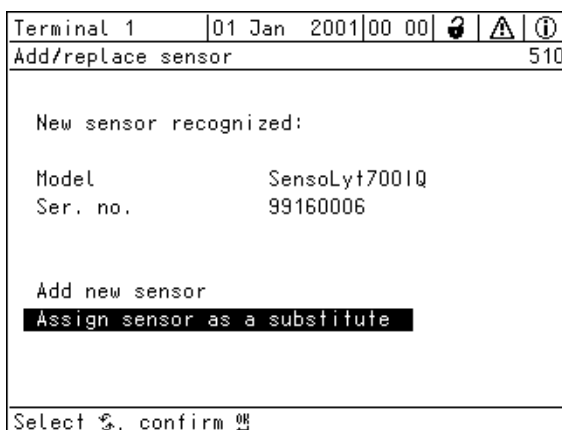 Terminal 1 01 Jan 2001 00 00
Add/replace sensor 510
New sensor recognized:
Model SensoLyt700IQ
Ser. no. 99160006
Add new sensor
Assign sensor as a substitute
Select , confirm OK